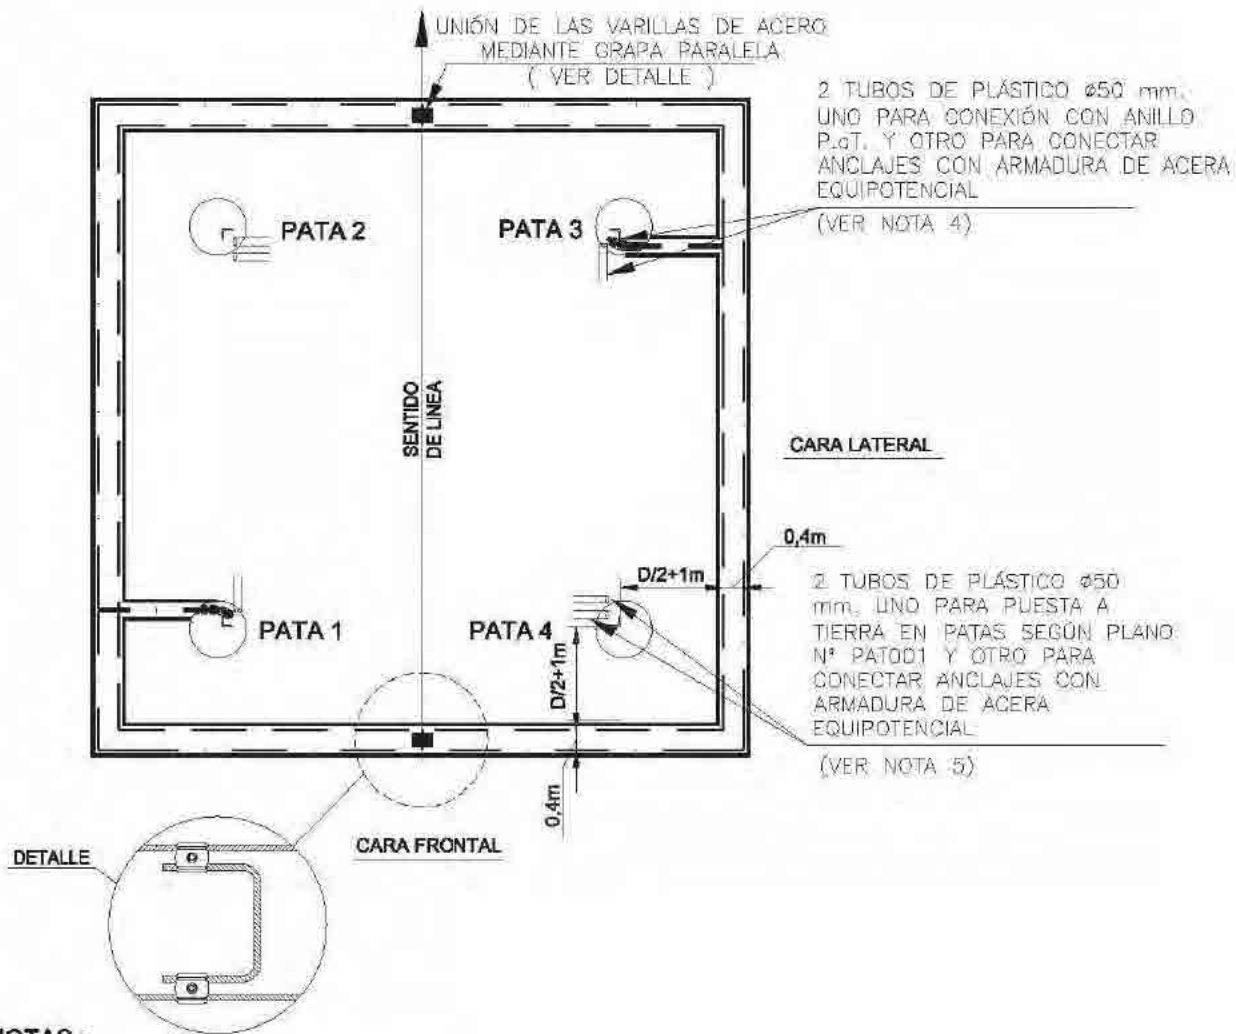 UNIÓN DE LAS VARILLAS DE ACERO
MEDIANTE GRAPA PARALELA
( VER DETALLE )
2 TUBOS DE PLÁSTICO ø50 mm.
UNO PARA CONEXIÓN CON ANILLO
P.aT. Y OTRO PARA CONECTAR
ANCLAJES CON ARMADURA DE ACERA
EQUIPOTENCIAL
(VER NOTA 4)
PATA 2
PATA 3
SENTIDO
DE LINEA
CARA LATERAL
0,4m
D/2+1m
PATA 1
PATA 4
D/2+1m
2 TUBOS DE PLÁSTICO ø50
mm. UNO PARA PUESTA A
TIERRA EN PATAS SEGÚN PLANO
Nº PAT001 Y OTRO PARA
CONECTAR ANCLAJES CON
ARMADURA DE ACERA
EQUIPOTENCIAL
(VER NOTA 5)
0,4m
CARA FRONTAL
DETALLE